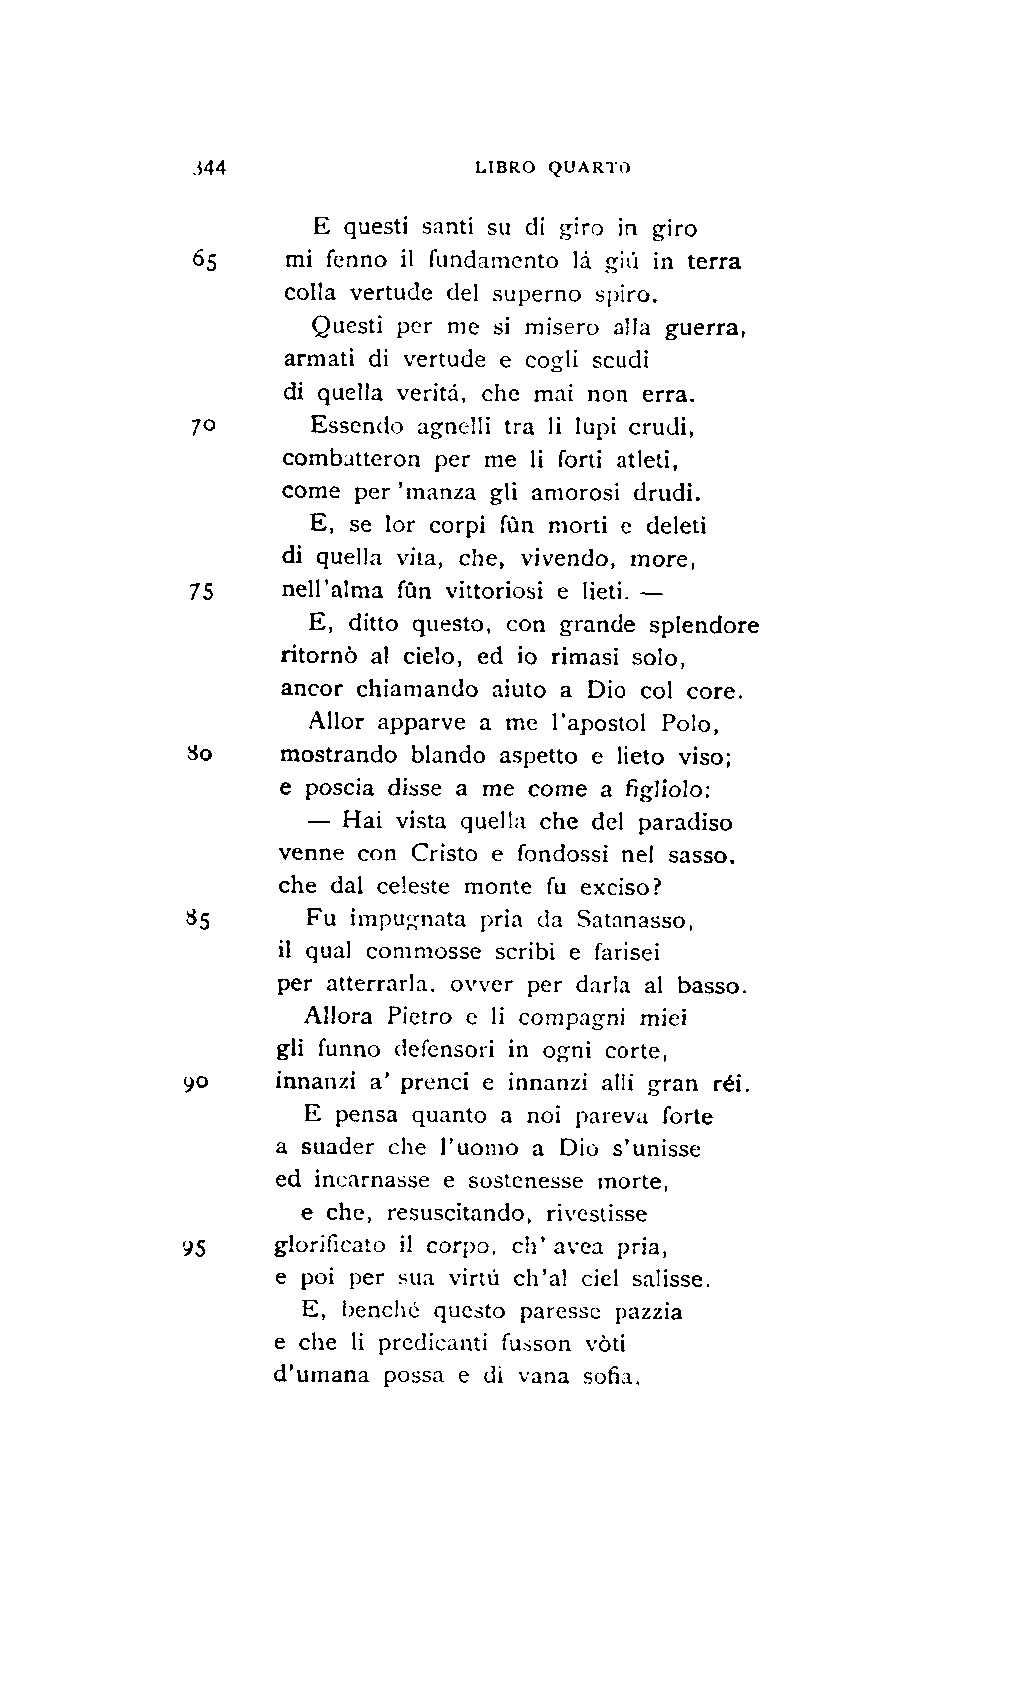 344 LIBRO QUARTO
E questi santi su di giro in giro
65 mi fenno il fundamento lá giú in terra
colla vertude del superno spiro.
Questi per me si misero alla guerra,
armati di vertude e cogli scudi
di quella veritá, che mai non erra.
70 Essendo agnelli tra li lupi crudi,
combatteron per me li forti atleti,
come per 'manza gli amorosi drudi.
E, se lor corpi fûn morti e deleti
di quella vita, che, vivendo, more,
75 nell'alma fûn vittoriosi e lieti. —
E, ditto questo, con grande splendore
ritornò al cielo, ed io rimasi solo,
ancor chiamando aiuto a Dio col core.
Allor apparve a me l'apostol Polo,
80 mostrando blando aspetto e lieto viso;
e poscia disse a me come a figliolo:
— Hai vista quella che del paradiso
venne con Cristo e fondossi nel sasso,
che dal celeste monte fu exciso?
85 Fu impugnata pria da Satanasso,
il qual commosse scribi e farisei
per atterrarla, ovver per darla al basso.
Allora Pietro e li compagni miei
gli funno defensori in ogni corte,
90 innanzi a' prenci e innanzi alli gran réi.
E pensa quanto a noi pareva forte
a suader che l'uomo a Dio s'unisse
ed incarnasse e sostenesse morte,
e che, resuscitando, rivestisse
95 glorificato il corpo, ch' avea pria,
e poi per sua virtú ch'al ciel salisse.
E, benché questo paresse pazzia
e che li predicanti fusson vòti
d'umana possa e di vana sofia,